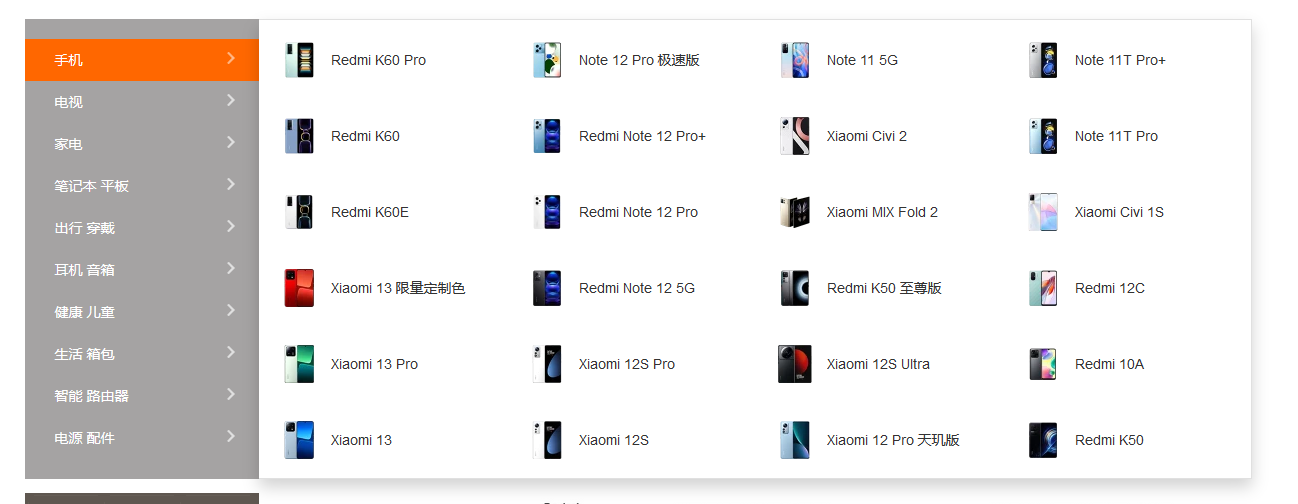 手机
电视
家电
笔记本 平板
出行 穿戴
耳机 音箱
健康 儿童
生活 箱包
智能 路由器
电源 配件
Redmi K60 Pro
Redmi K60
Redmi K60E
Xiaomi 13 限量定制色
Xiaomi 13 Pro
Xiaomi 13
Note 12 Pro 极速版
Redmi Note 12 Pro+
Redmi Note 12 Pro
Redmi Note 12 5G
Xiaomi 12S Pro
Xiaomi 12S
Note 11 5G
Xiaomi Civi 2
Xiaomi MIX Fold 2
Redmi K50 至尊版
Xiaomi 12S Ultra
Xiaomi 12 Pro 天玑版
Note 11T Pro+
Note 11T Pro
Xiaomi Civi 1S
Redmi 12C
Redmi 10A
Redmi K50